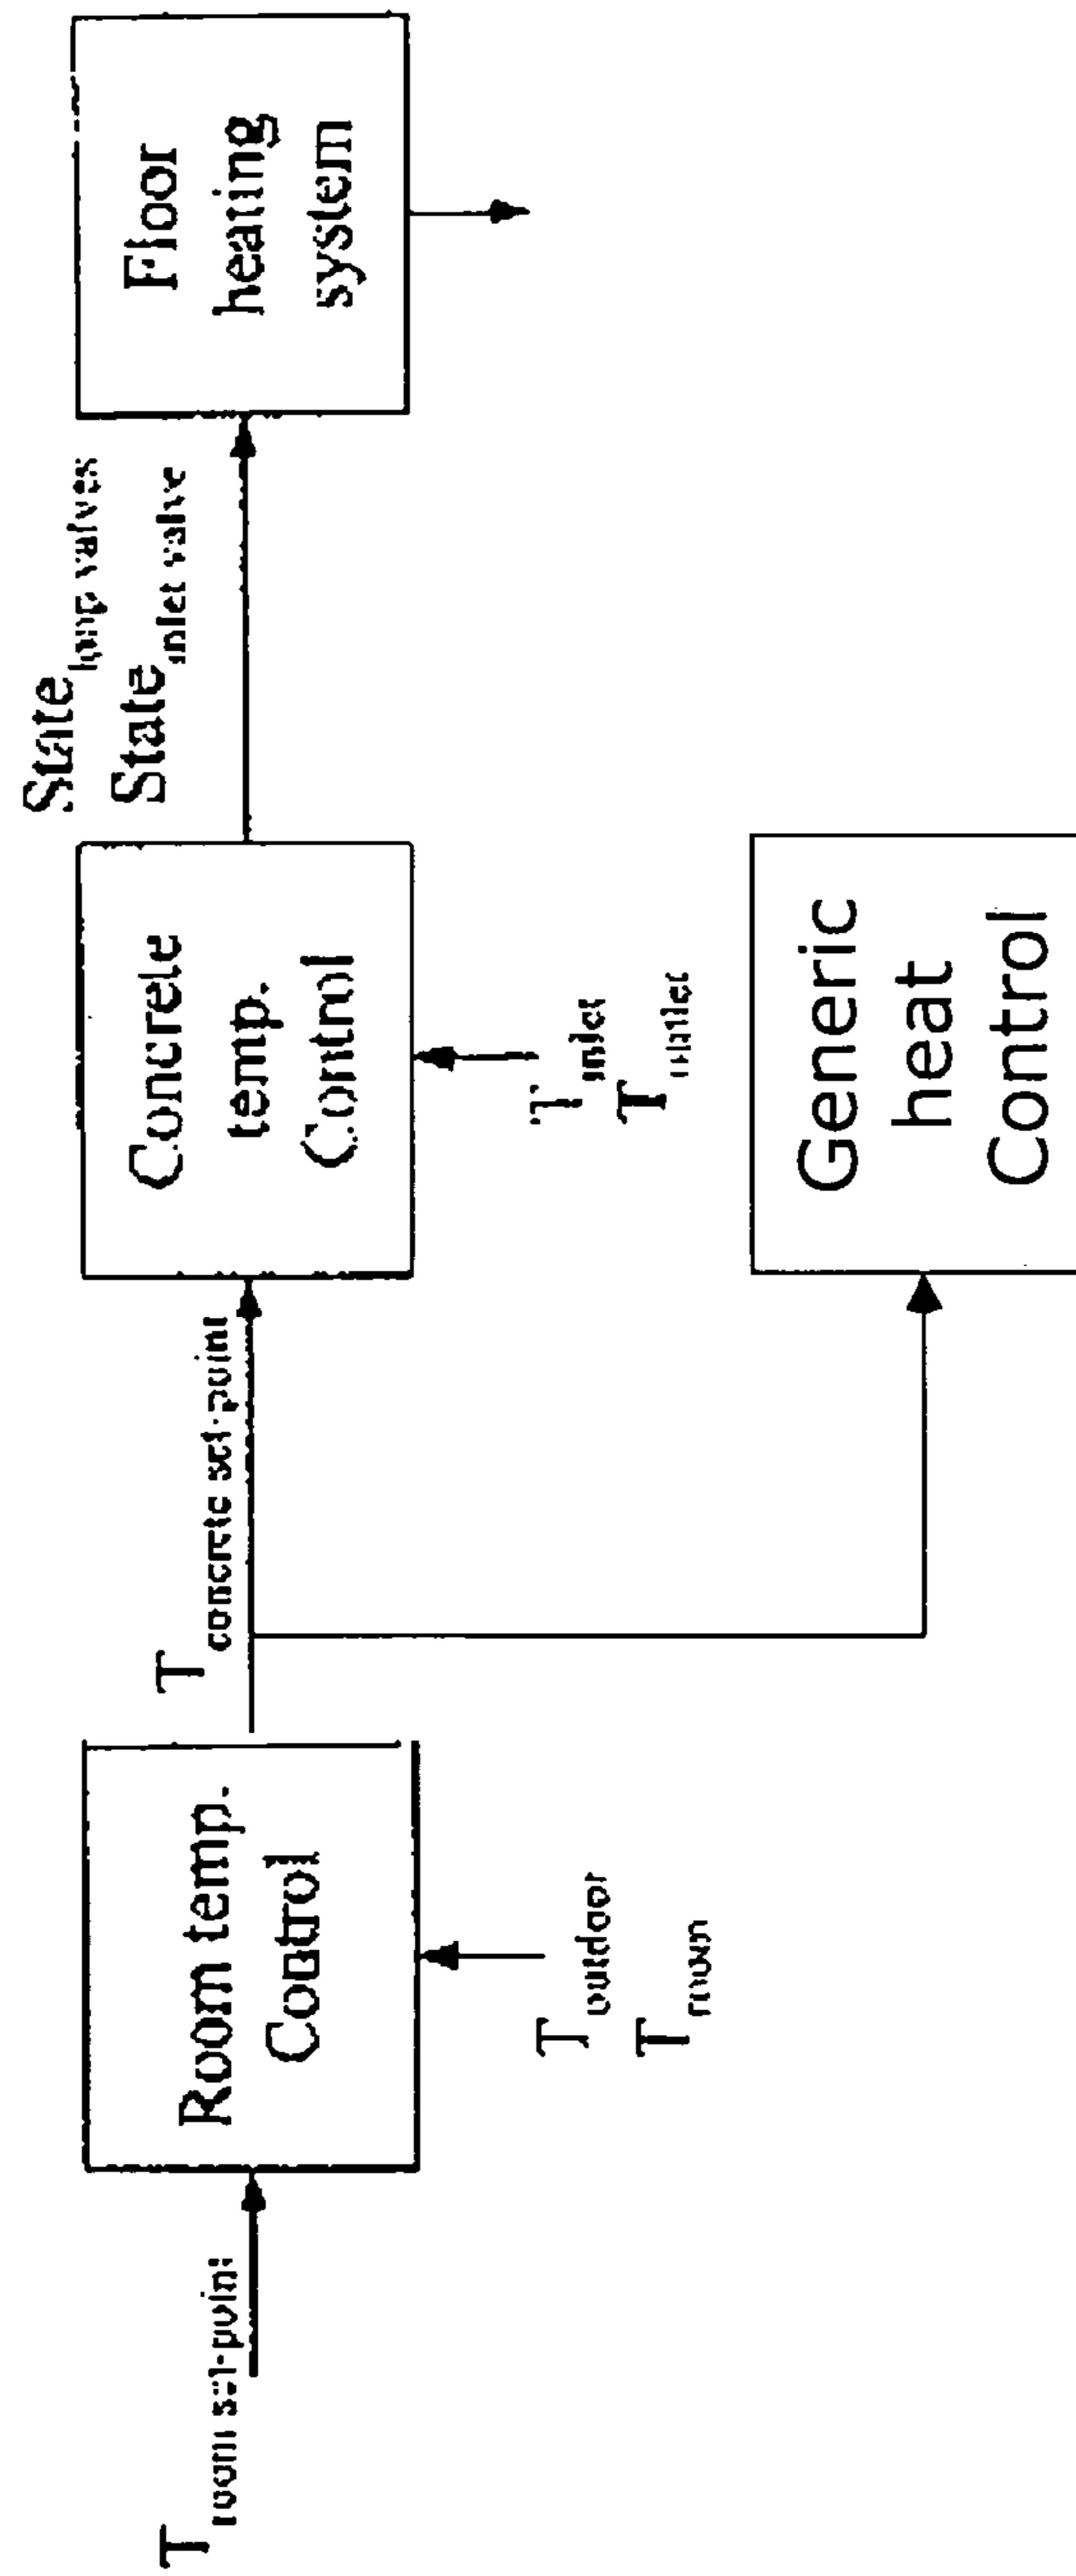 T room set-point
Room temp.
Control
T outdoor
T room
T concrete set-point
Concrete
temp.
Control
T inlet
T outlet
State loop valves
State inlet valve
Floor
heating
system
Generic
heat
Control